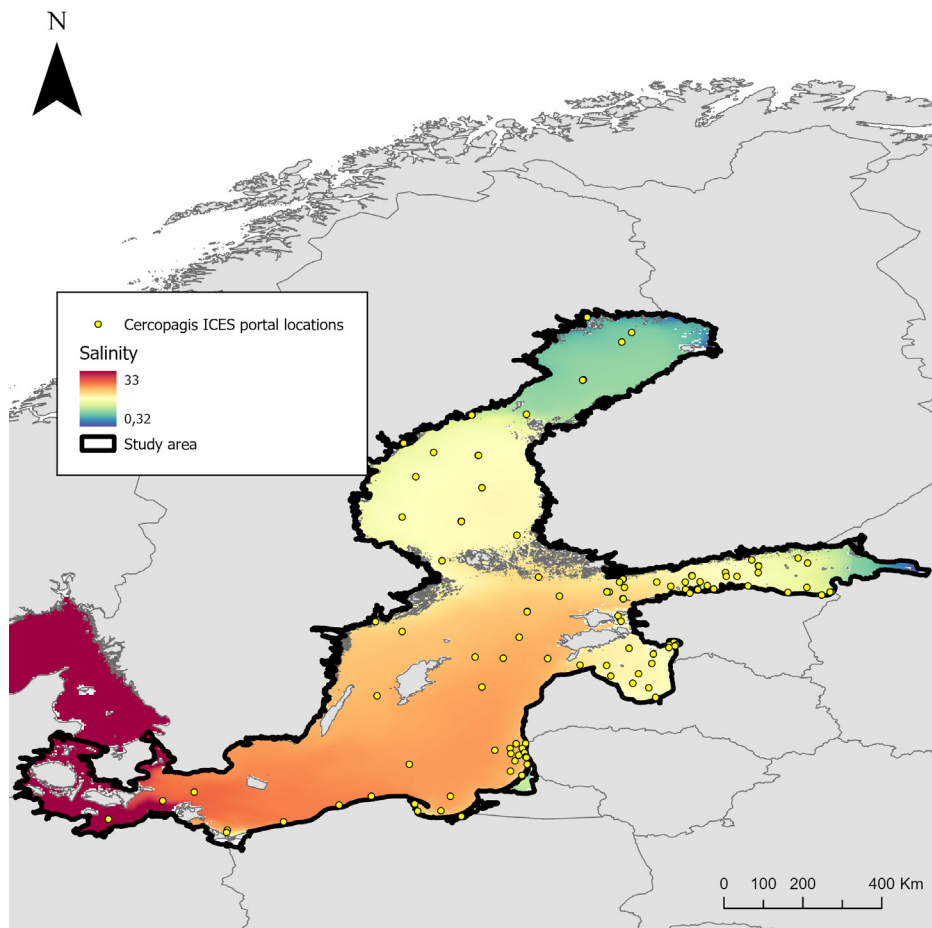 N
Cercopagis ICES portal locations
Salinity
33
0,32
Study area
0 100 200 400 Km